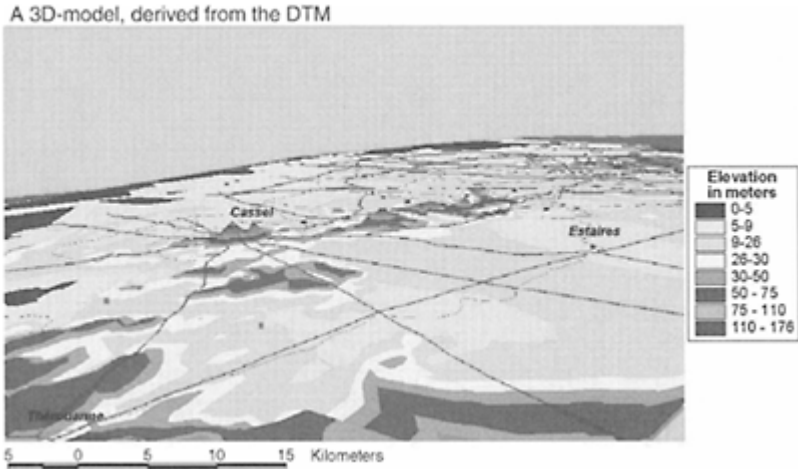 A 3D-model, derived from the DTM
Cassel
Estaires
Thérouanne
Elevation
in meters
0-5
5-9
9-26
26-30
30-50
50 - 75
75 - 110
110 - 176
5 0 5 10 15 Kilometers